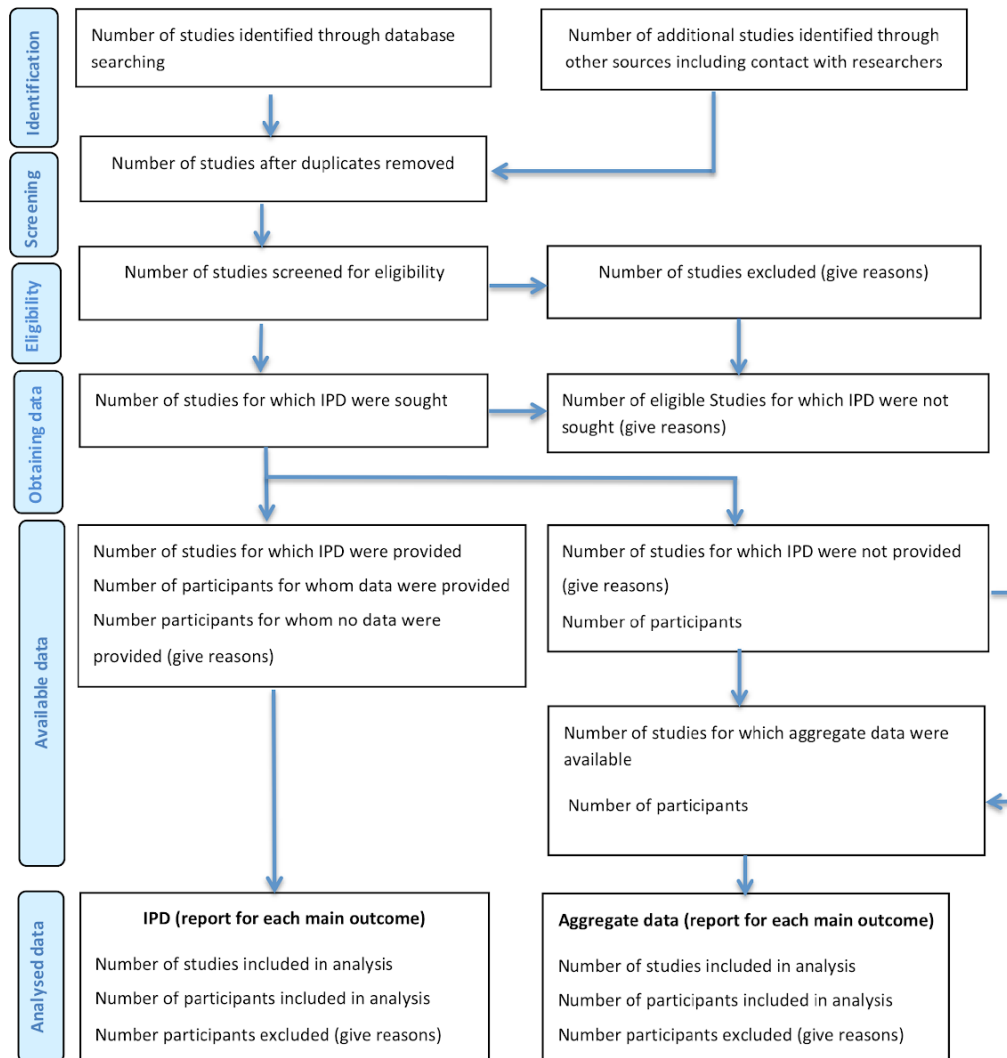 Identification
Number of studies identified through database
searching
Number of additional studies identified through
other sources including contact with researchers
Screening
Number of studies after duplicates removed
Eligibility
Number of studies screened for eligibility
Number of studies excluded (give reasons)
Obtaining data
Number of studies for which IPD were sought
Number of eligible Studies for which IPD were not
sought (give reasons)
Available data
Number of studies for which IPD were provided
Number of participants for whom data were provided
Number participants for whom no data were
provided (give reasons)
Number of studies for which IPD were not provided
(give reasons)
Number of participants
Number of studies for which aggregate data were
available
Number of participants
Analysed data
IPD (report for each main outcome)
Number of studies included in analysis
Number of participants included in analysis
Number participants excluded (give reasons)
Aggregate data (report for each main outcome)
Number of studies included in analysis
Number of participants included in analysis
Number participants excluded (give reasons)